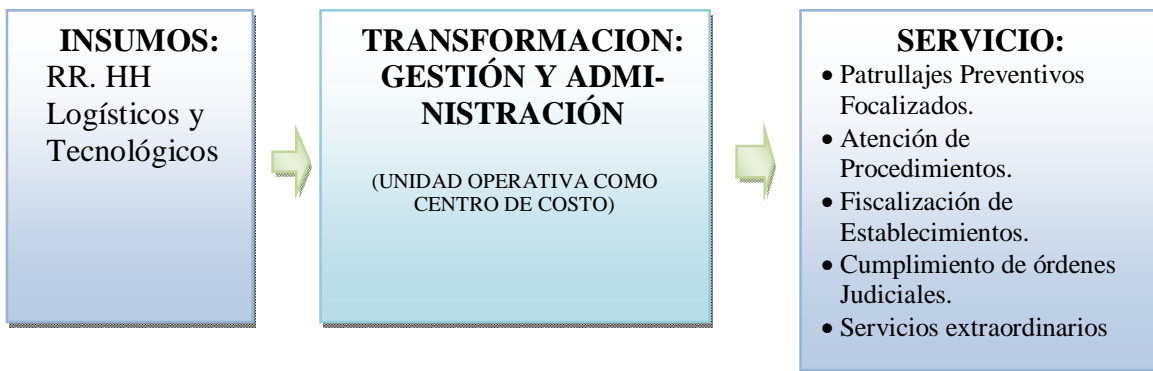 INSUMOS:
RR. HH
Logísticos y
Tecnológicos
TRANSFORMACION:
GESTIÓN Y ADMI-
NISTRACIÓN
(UNIDAD OPERATIVA COMO
CENTRO DE COSTO)
SERVICIO:
• Patrullajes Preventivos
Focalizados.
• Atención de
Procedimientos.
• Fiscalización de
Establecimientos.
• Cumplimiento de órdenes
Judiciales.
• Servicios extraordinarios